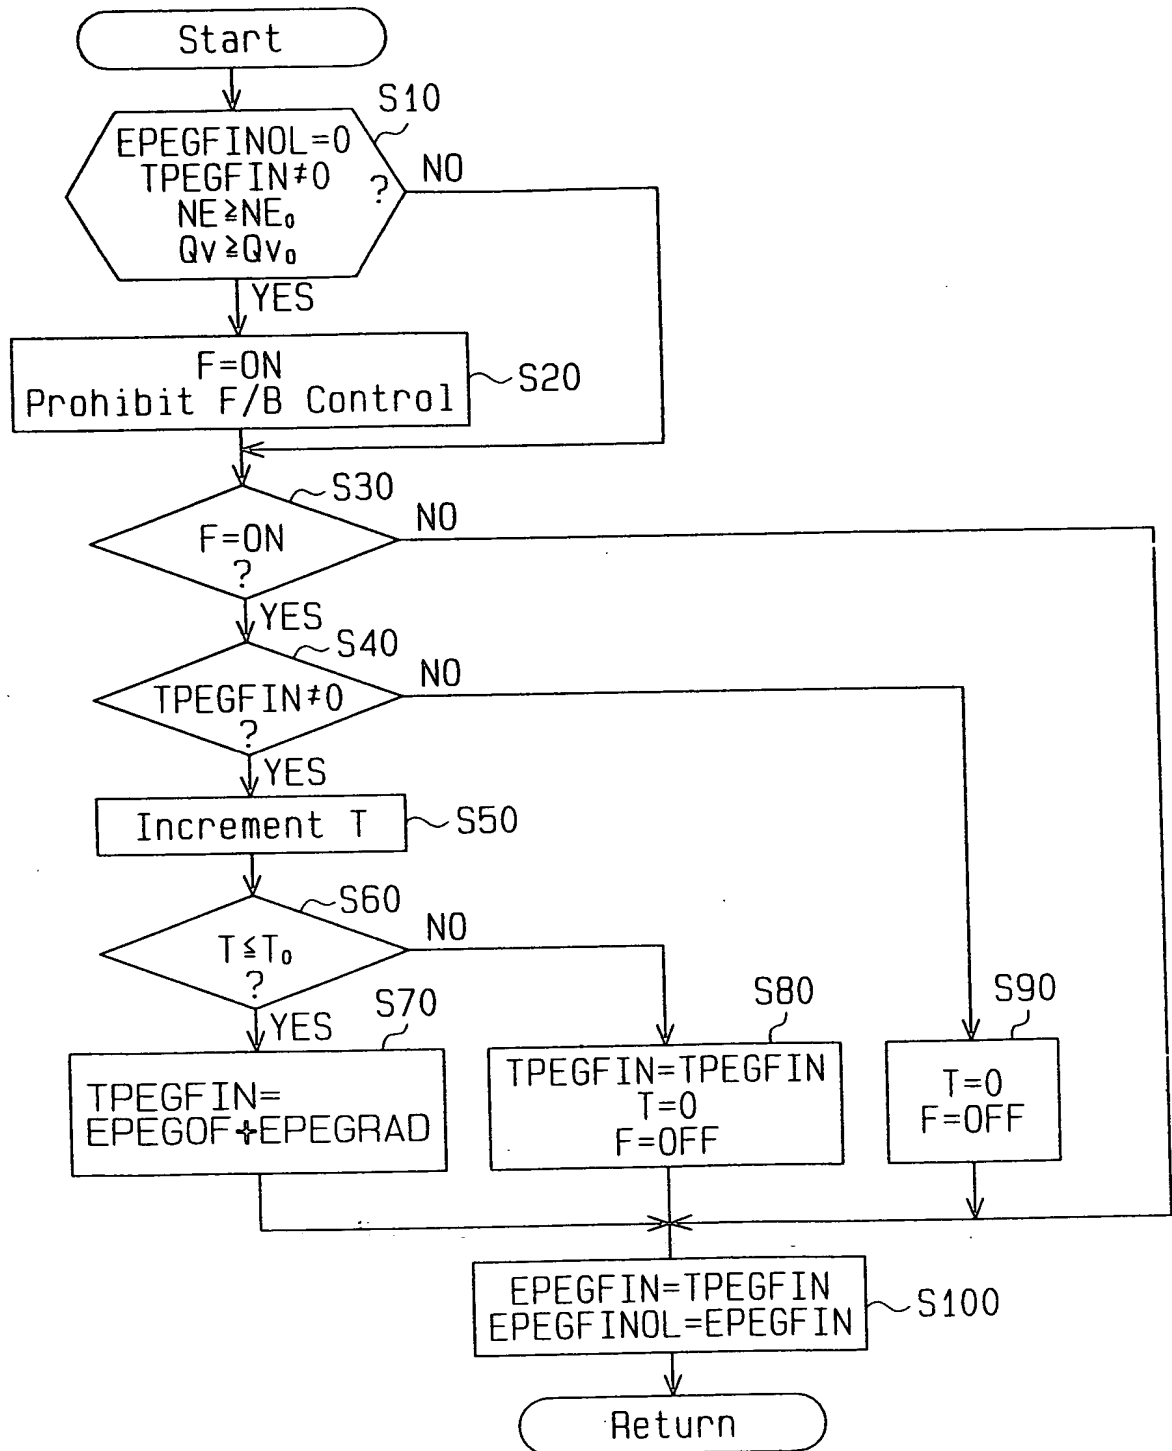 Start
S10
EPEGFINOL=0
TPEGFIN≠0
NE≧NE₀
Qv≧Qv₀
?
NO
YES
F=ON
Prohibit F/B Control
S20
S30
F=ON
?
NO
YES
S40
TPEGFIN≠0
?
NO
YES
Increment T
S50
S60
T≦T₀
?
NO
YES
S70
TPEGFIN=
EPEGOF+EPEGRAD
S80
TPEGFIN=TPEGFIN
T=0
F=OFF
S90
T=0
F=OFF
EPEGFIN=TPEGFIN
EPEGFINOL=EPEGFIN
S100
Return